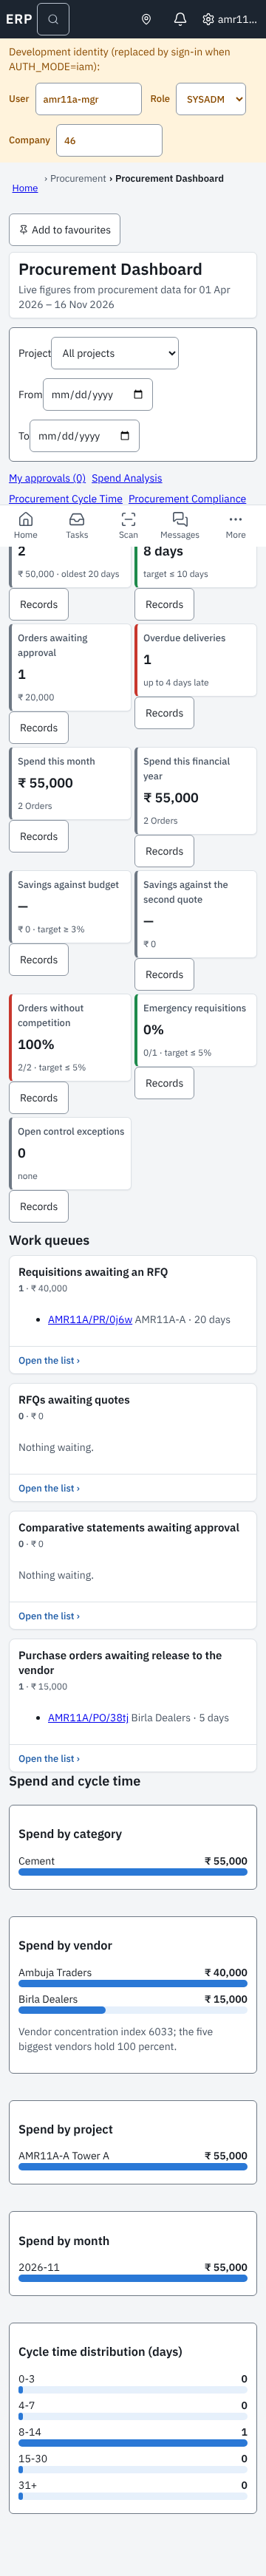 ERP
amr11...
Development identity (replaced by sign-in when
AUTH_MODE=iam):
User amr11a-mgr Role SYSADM
Company 46
Home › Procurement › Procurement Dashboard
Add to favourites
Procurement Dashboard
Live figures from procurement data for 01 Apr
2026 – 16 Nov 2026
Project All projects
From mm/dd/yyyy
To mm/dd/yyyy
My approvals (0) Spend Analysis
Procurement Cycle Time Procurement Compliance
Home Tasks Scan Messages More
2
₹ 50,000 · oldest 20 days
Records
8 days
target ≤ 10 days
Records
Orders awaiting
approval
1
₹ 20,000
Records
Overdue deliveries
1
up to 4 days late
Records
Spend this month
₹ 55,000
2 Orders
Records
Spend this financial
year
₹ 55,000
2 Orders
Records
Savings against budget
—
₹ 0 · target ≥ 3%
Records
Savings against the
second quote
—
₹ 0
Records
Orders without
competition
100%
2/2 · target ≤ 5%
Records
Emergency requisitions
0%
0/1 · target ≤ 5%
Records
Open control exceptions
0
none
Records
Work queues
Requisitions awaiting an RFQ
1 · ₹ 40,000
• AMR11A/PR/0j6w AMR11A-A · 20 days
Open the list ›
RFQs awaiting quotes
0 · ₹ 0
Nothing waiting.
Open the list ›
Comparative statements awaiting approval
0 · ₹ 0
Nothing waiting.
Open the list ›
Purchase orders awaiting release to the
vendor
1 · ₹ 15,000
• AMR11A/PO/38tj Birla Dealers · 5 days
Open the list ›
Spend and cycle time
Spend by category
Cement ₹ 55,000
Spend by vendor
Ambuja Traders ₹ 40,000
Birla Dealers ₹ 15,000
Vendor concentration index 6033; the five
biggest vendors hold 100 percent.
Spend by project
AMR11A-A Tower A ₹ 55,000
Spend by month
2026-11 ₹ 55,000
Cycle time distribution (days)
0-3 0
4-7 0
8-14 1
15-30 0
31+ 0